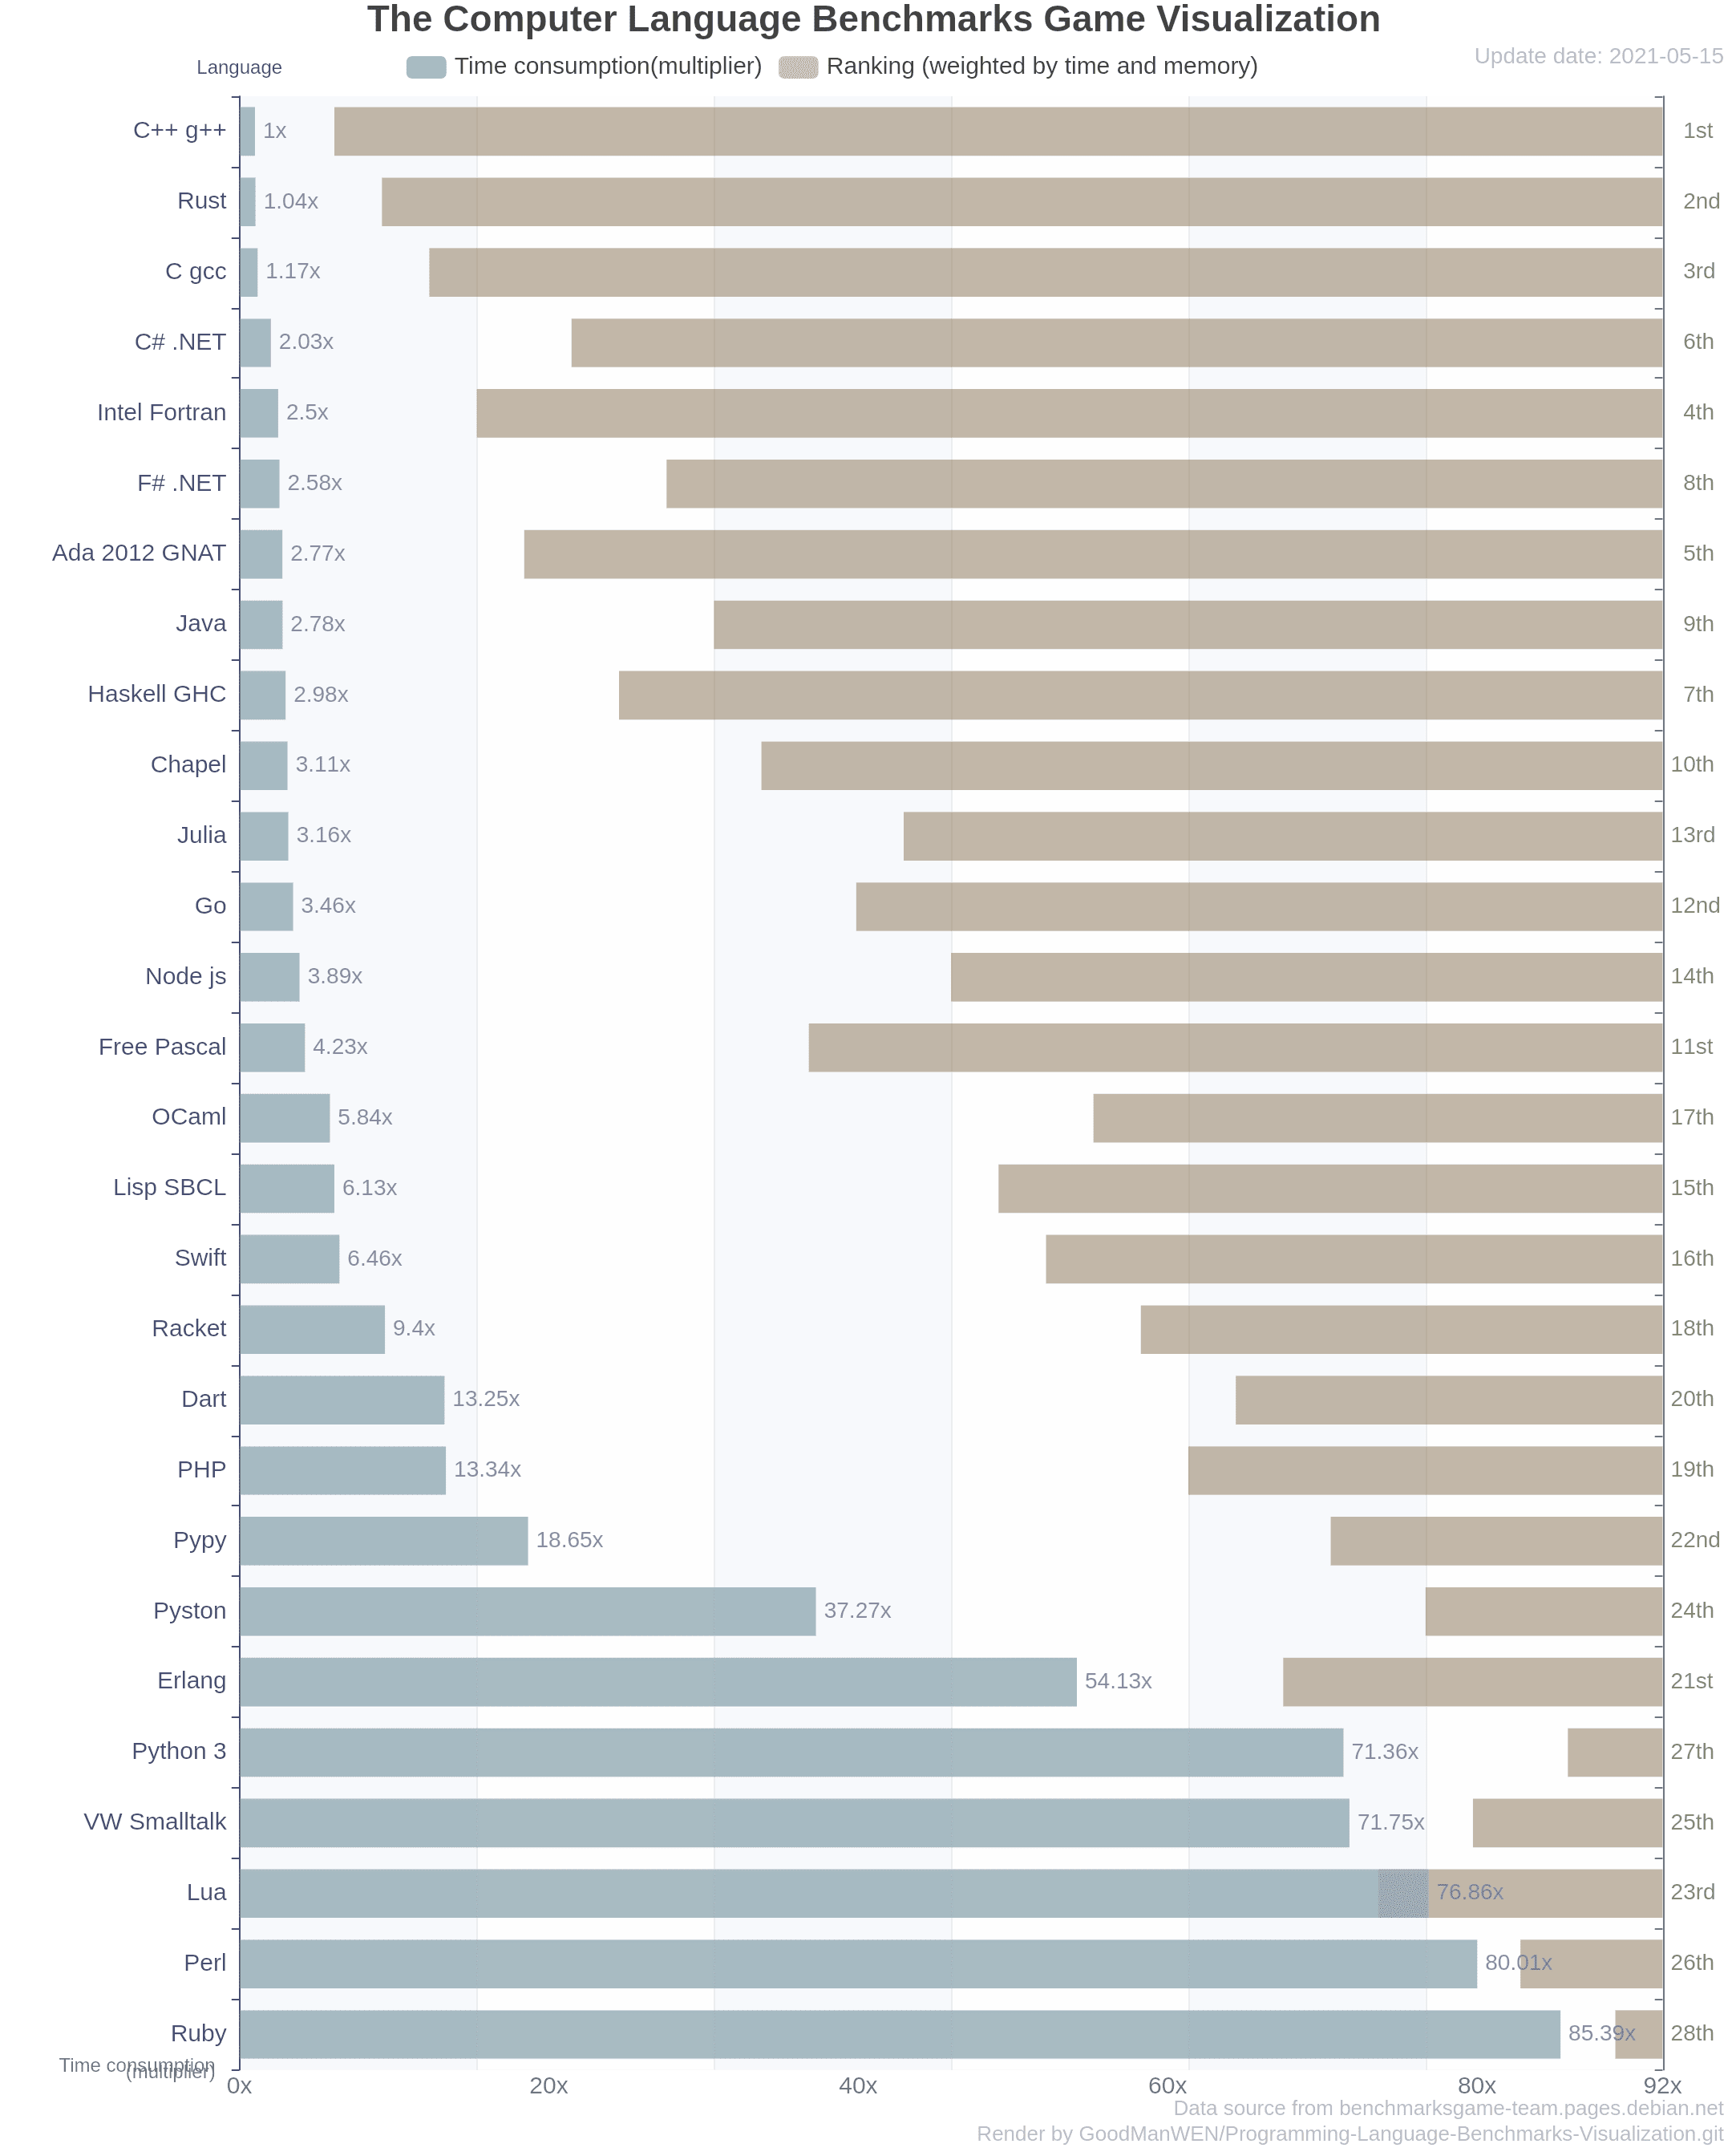 The Computer Language Benchmarks Game Visualization
Language
Time consumption(multiplier) Ranking (weighted by time and memory)
Update date: 2021-05-15
C++ g++ 1x 1st
Rust 1.04x 2nd
C gcc 1.17x 3rd
C# .NET 2.03x 6th
Intel Fortran 2.5x 4th
F# .NET 2.58x 8th
Ada 2012 GNAT 2.77x 5th
Java 2.78x 9th
Haskell GHC 2.98x 7th
Chapel 3.11x 10th
Julia 3.16x 13rd
Go 3.46x 12nd
Node js 3.89x 14th
Free Pascal 4.23x 11st
OCaml 5.84x 17th
Lisp SBCL 6.13x 15th
Swift 6.46x 16th
Racket 9.4x 18th
Dart 13.25x 20th
PHP 13.34x 19th
Pypy 18.65x 22nd
Pyston 37.27x 24th
Erlang 54.13x 21st
Python 3 71.36x 27th
VW Smalltalk 71.75x 25th
Lua 76.86x 23rd
Perl 80.01x 26th
Ruby 85.39x 28th
Time consumption
(multiplier)
0x 20x 40x 60x 80x 92x
Data source from benchmarksgame-team.pages.debian.net
Render by GoodManWEN/Programming-Language-Benchmarks-Visualization.git